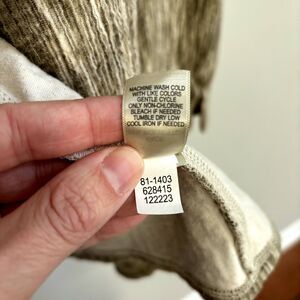 MACHINE WASH COLD
WITH LIKE COLORS
GENTLE CYCLE
ONLY NON-CHLORINE
BLEACH IF NEEDED
TUMBLE DRY LOW
COOL IRON IF NEEDED
81-1403
628415
122223